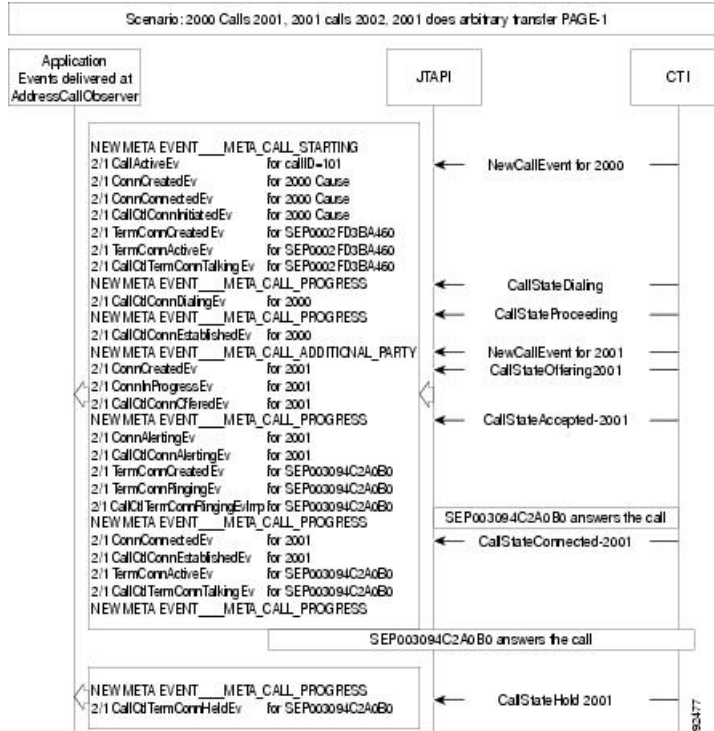 Scenario: 2000 Calls 2001, 2001 calls 2002, 2001 does arbitrary transfer PAGE-1
Application
Events delivered at
AddressCallObserver
JTAPI
CTI
NEW META EVENT____META_CALL_STARTING
2/1 CallActiveEv for callID=101
NewCallEvent for 2000
2/1 ConnCreatedEv for 2000 Cause
2/1 ConnConnectedEv for 2000 Cause
2/1 CallCtlConnInitiatedEv for 2000 Cause
2/1 TermConnCreatedEv for SEP0002FD3BA460
2/1 TermConnActiveEv for SEP0002FD3BA460
2/1 CallCtlTermConnTalkingEv for SEP0002FD3BA460
NEW META EVENT____META_CALL_PROGRESS
CallStateDialing
2/1 CallCtlConnDialingEv for 2000
NEW META EVENT____META_CALL_PROGRESS
CallStateProceeding
2/1 CallCtlConnEstablishedEv for 2000
NEW META EVENT____META_CALL_ADDITIONAL_PARTY
NewCallEvent for 2001
2/1 ConnCreatedEv for 2001
CallStateOffering2001
2/1 ConnInProgressEv for 2001
2/1 CallCtlConnOfferedEv for 2001
NEW META EVENT____META_CALL_PROGRESS
CallStateAccepted-2001
2/1 ConnAlertingEv for 2001
2/1 CallCtlConnAlertingEv for 2001
2/1 TermConnCreatedEv for SEP003094C2A0B0
2/1 TermConnRingingEv for SEP003094C2A0B0
2/1 CallCtlTermConnRingingEvImp for SEP003094C2A0B0
NEW META EVENT____META_CALL_PROGRESS
SEP003094C2A0B0 answers the call
2/1 ConnConnectedEv for 2001
CallStateConnected-2001
2/1 CallCtlConnEstablishedEv for 2001
2/1 TermConnActiveEv for SEP003094C2A0B0
2/1 CallCtlTermConnTalkingEv for SEP003094C2A0B0
NEW META EVENT____META_CALL_PROGRESS
SEP003094C2A0B0 answers the call
NEW META EVENT____META_CALL_PROGRESS
2/1 CallCtlTermConnHeldEv for SEP003094C2A0B0
CallStateHold 2001
92477